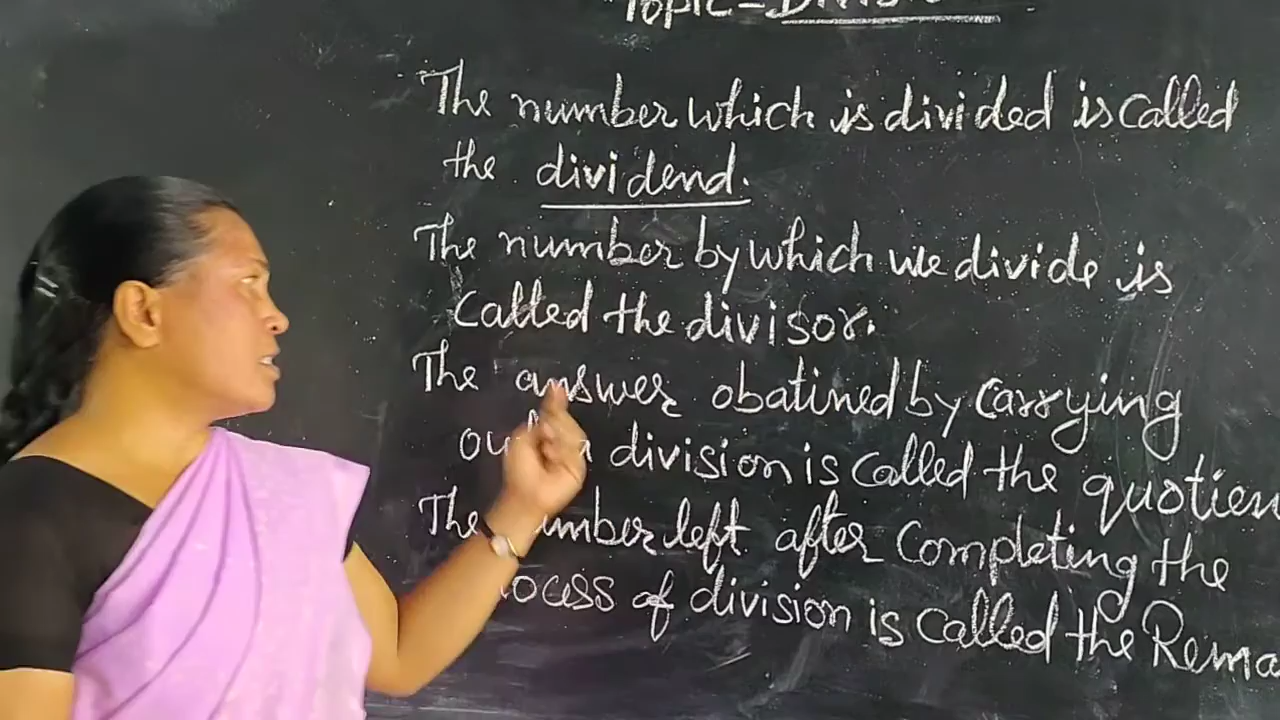 Topic - Division
The number which is divided is called
the dividend.
The number by which we divide is
called the divisor.
The answer obatined by carrying
division is called the quotien
The number left after Completing the
of division is called the Rema